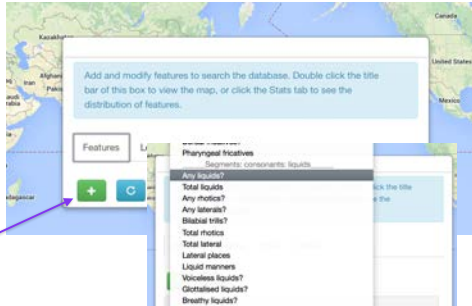 Canada
Kazakhstan
United States
Iran
Mexico
Add and modify features to search the database. Double click the title
bar of this box to view the map, or click the Stats tab to see the
distribution of features.
Features
+
C
Pharyngeal fricatives
Segments: consonants: liquids
Any liquids?
Total liquids
Any rhotics?
Any laterals?
Bilabial trills?
Total rhotics
Total lateral
Lateral places
Liquid manners
Voiceless liquids?
Glottalised liquids?
Breathy liquids?
ick the title
the